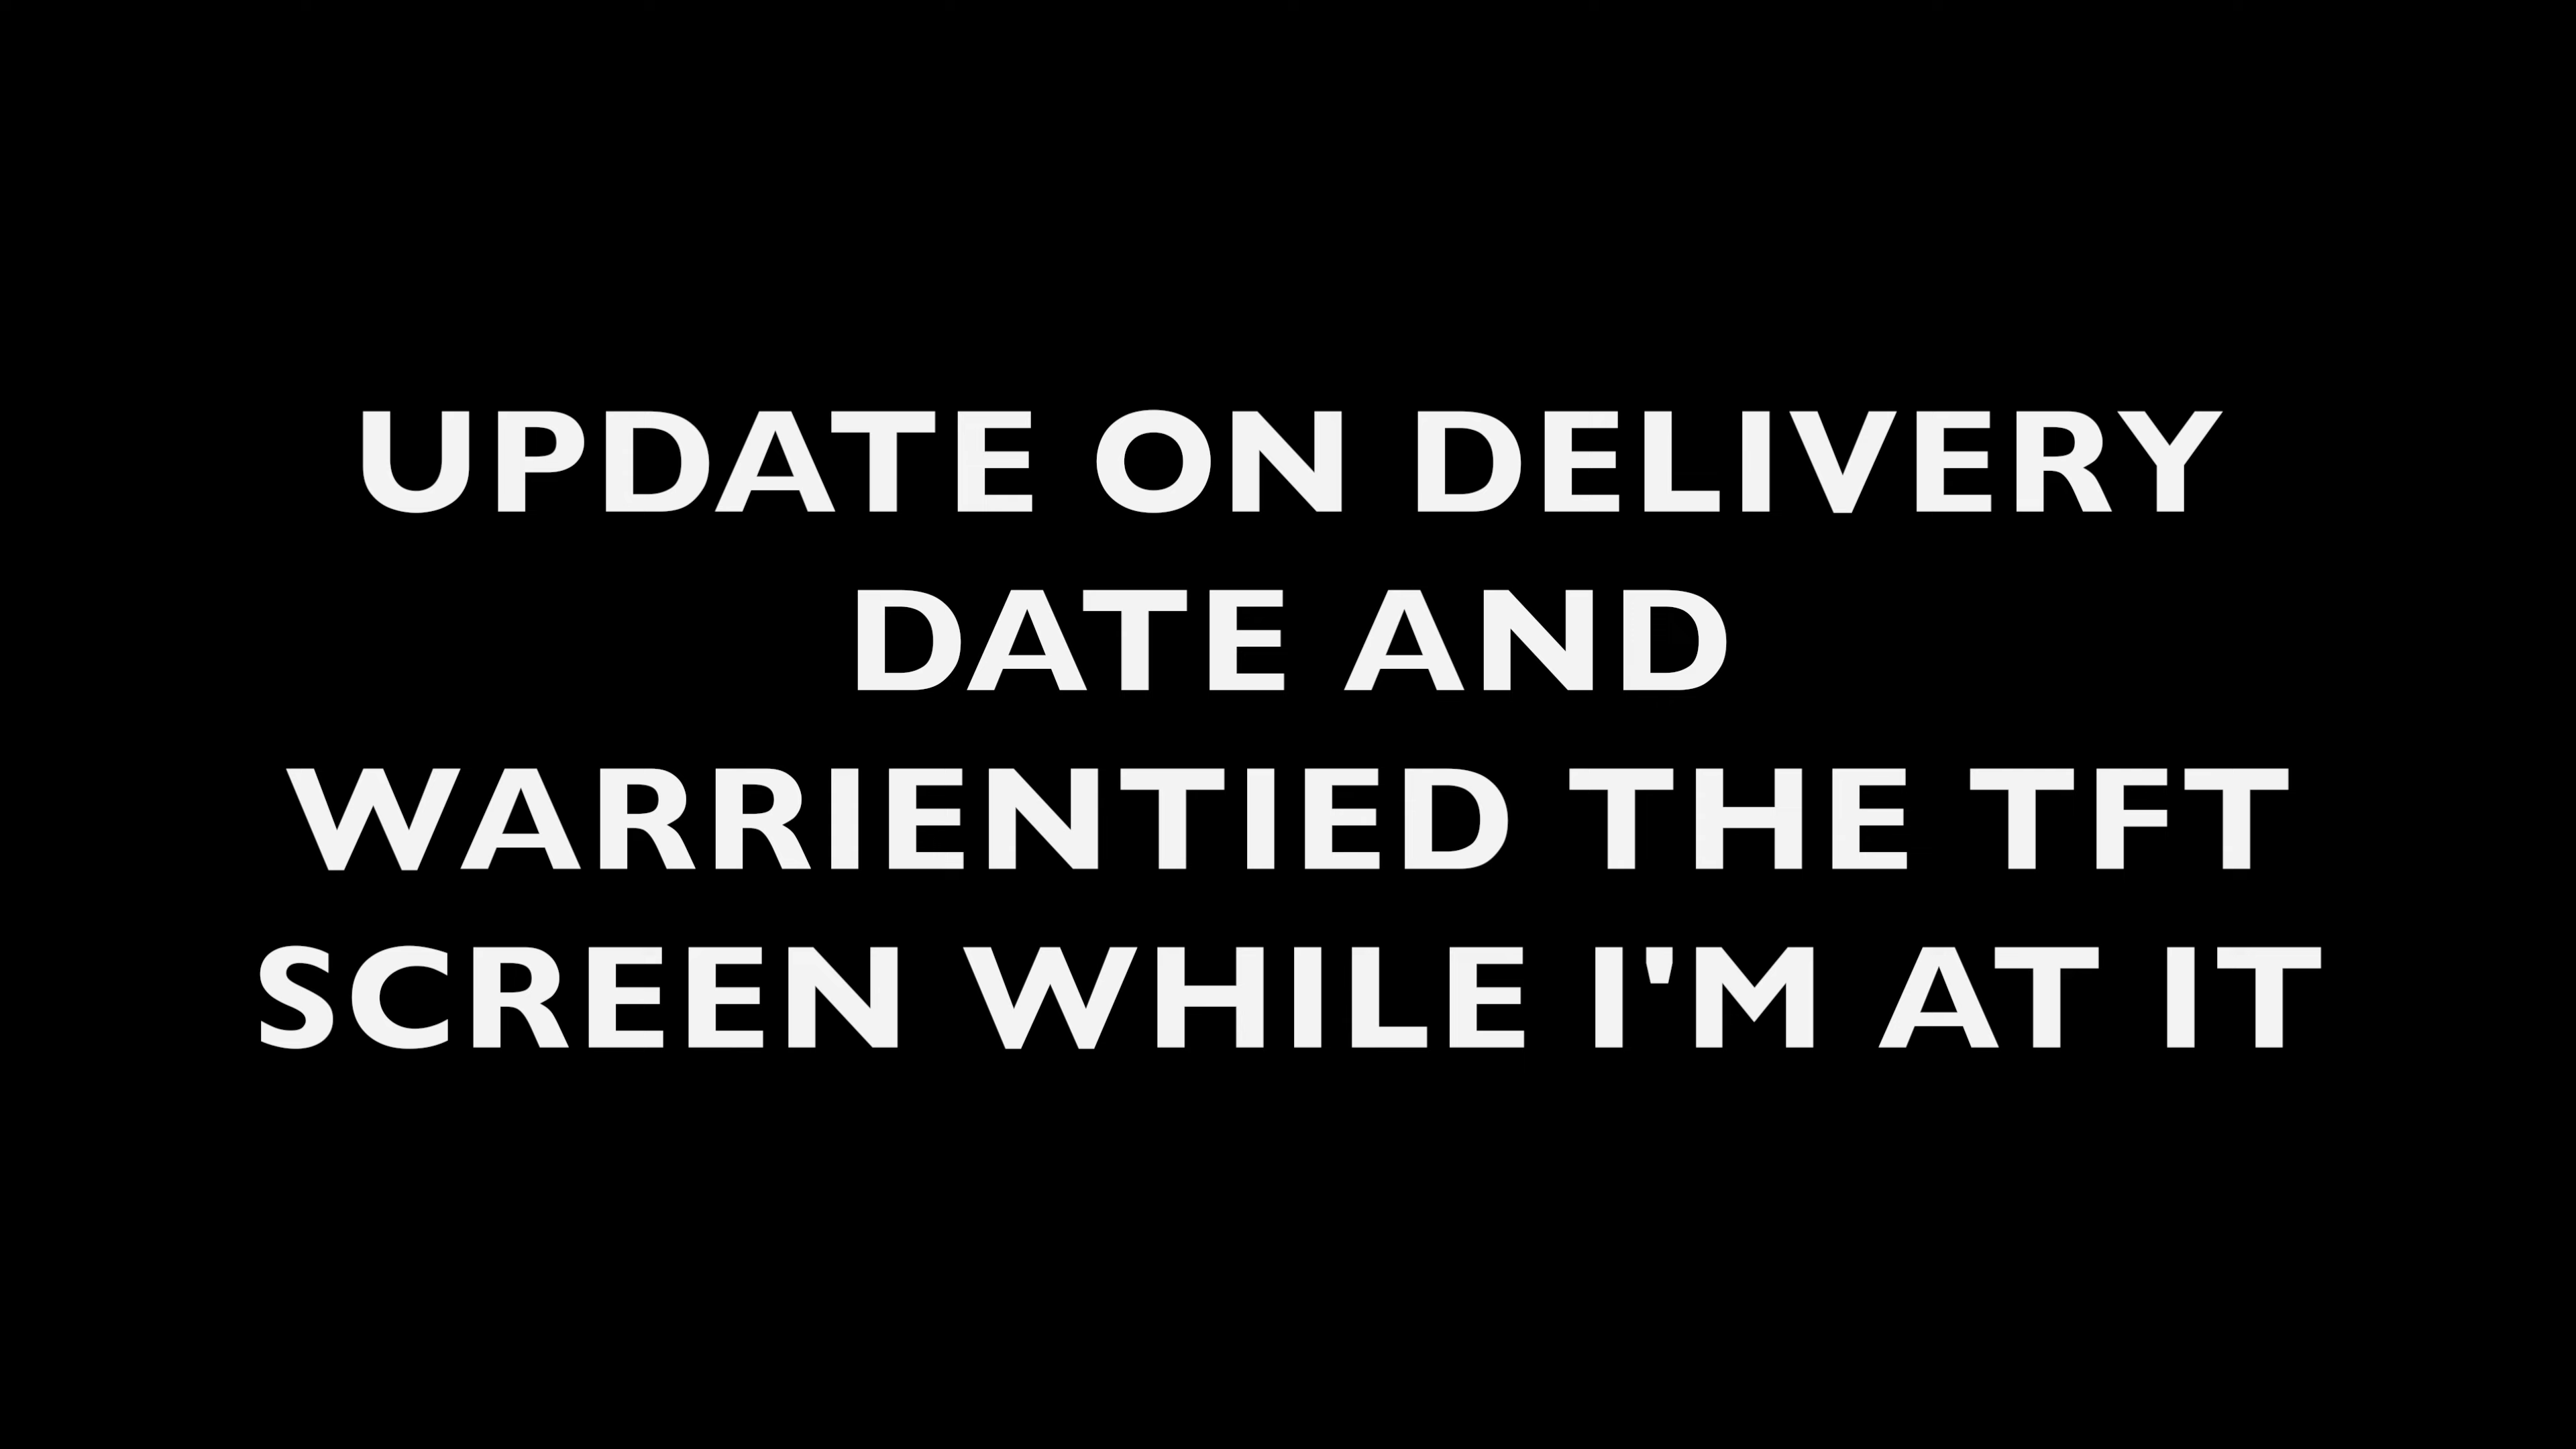 UPDATE ON DELIVERY
DATE AND
WARRIENTIED THE TFT
SCREEN WHILE I'M AT IT